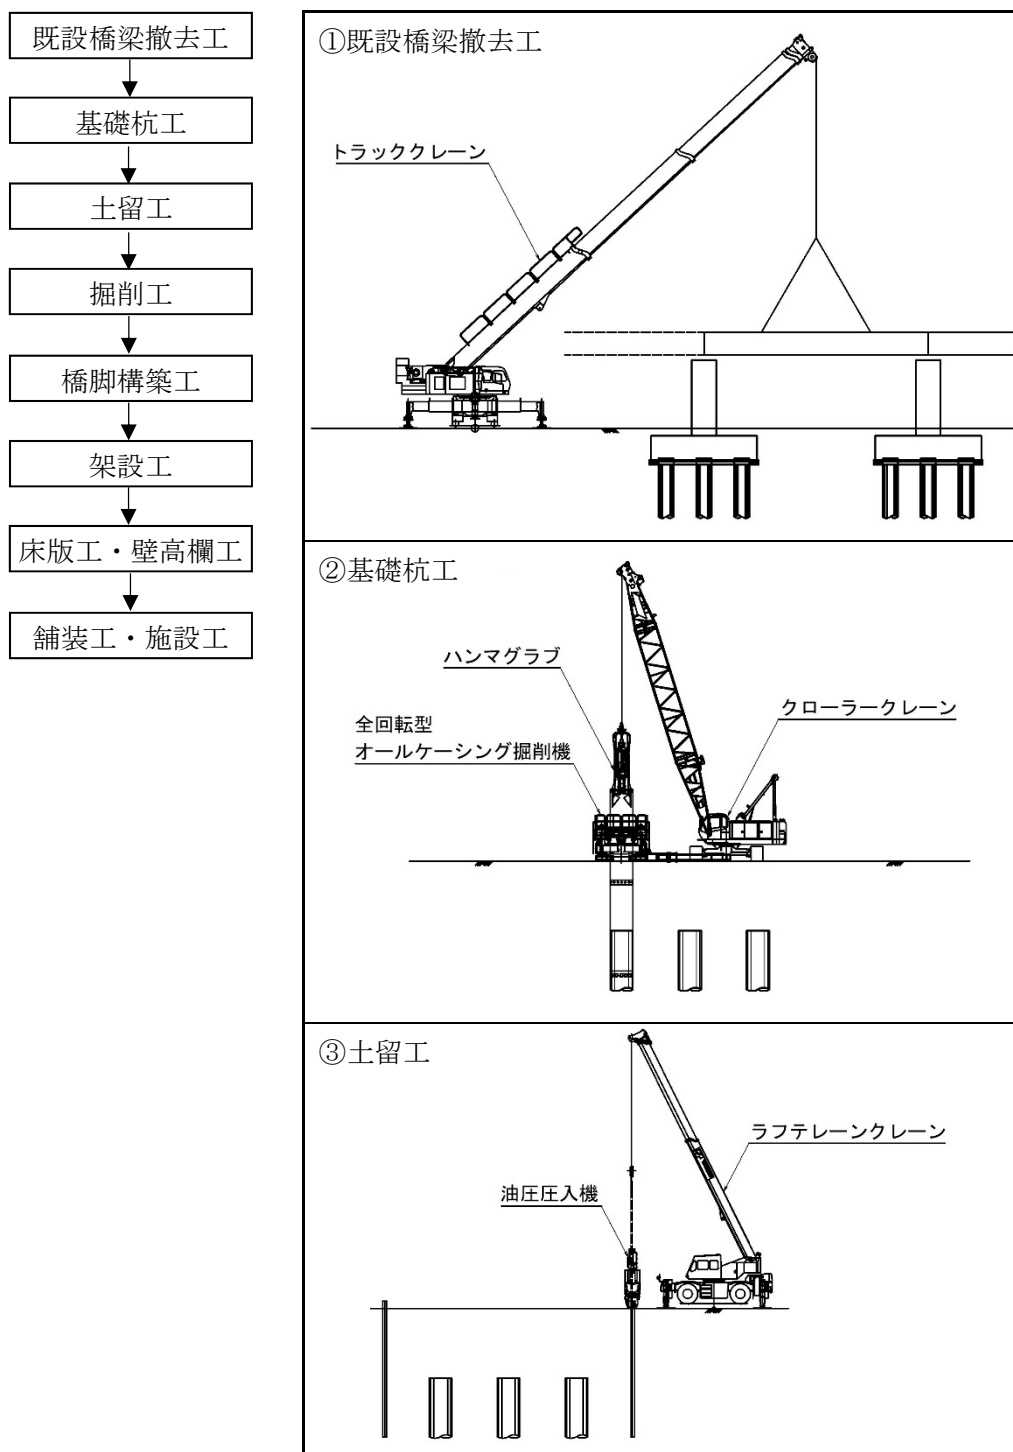 既設橋梁撤去工
基礎杭工
土留工
掘削工
橋脚構築工
架設工
床版工・壁高欄工
舗装工・施設工
①既設橋梁撤去工
トラッククレーン
②基礎杭工
ハンマグラブ
クローラークレーン
全回転型
オールケーシング掘削機
③土留工
ラフテレーンクレーン
油圧圧入機